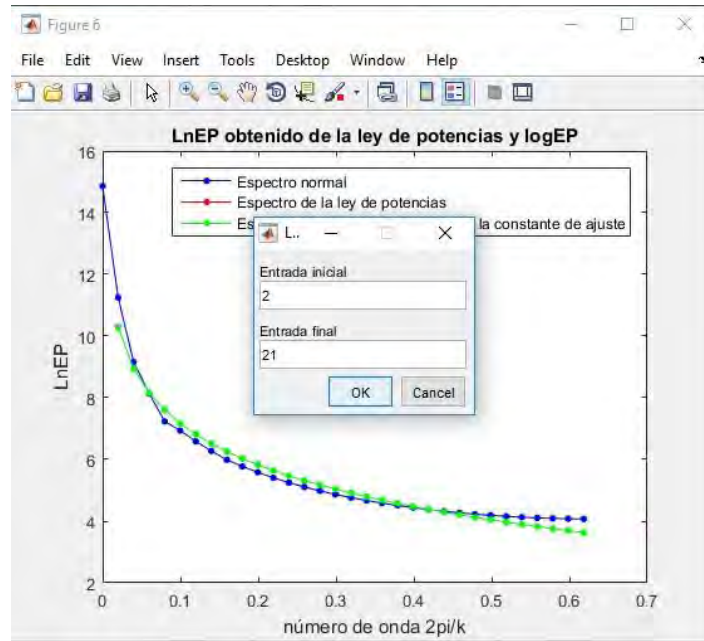 Figure 6
File Edit View Insert Tools Desktop Window Help
LnEP obtenido de la ley de potencias y logEP
Espectro normal
Espectro de la ley de potencias
la constante de ajuste
L..
Entrada inicial
2
Entrada final
21
OK Cancel
LnEP
16
14
12
10
8
6
4
2
0 0.1 0.2 0.3 0.4 0.5 0.6 0.7
número de onda 2pi/k